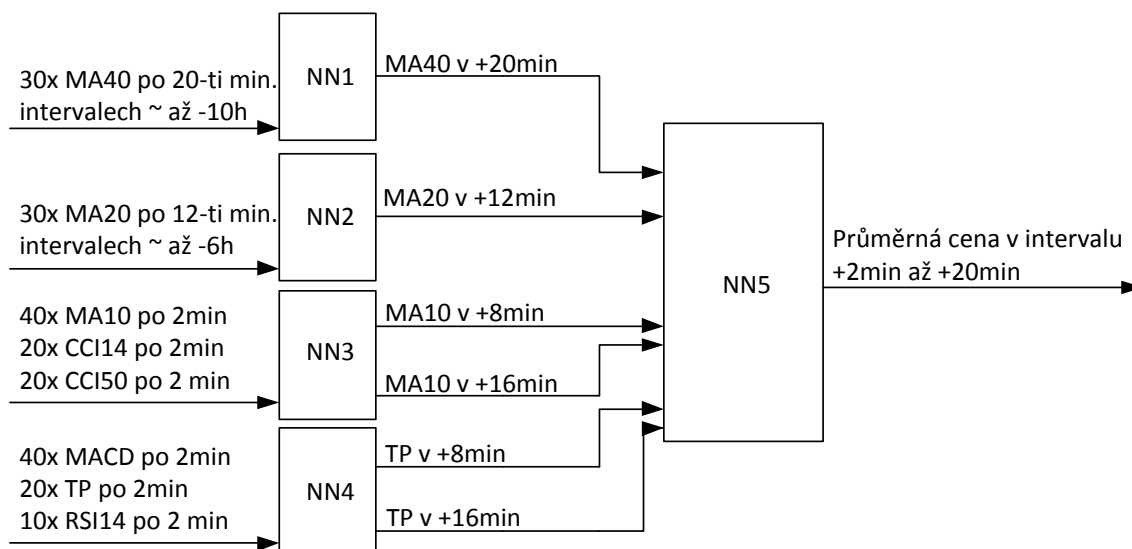 30x MA40 po 20-ti min.
intervalech ~ až -10h
NN1
MA40 v +20min
30x MA20 po 12-ti min.
intervalech ~ až -6h
NN2
MA20 v +12min
40x MA10 po 2min
20x CCI14 po 2min
20x CCI50 po 2 min
NN3
MA10 v +8min
MA10 v +16min
40x MACD po 2min
20x TP po 2min
10x RSI14 po 2 min
NN4
TP v +8min
TP v +16min
NN5
Průměrná cena v intervalu
+2min až +20min